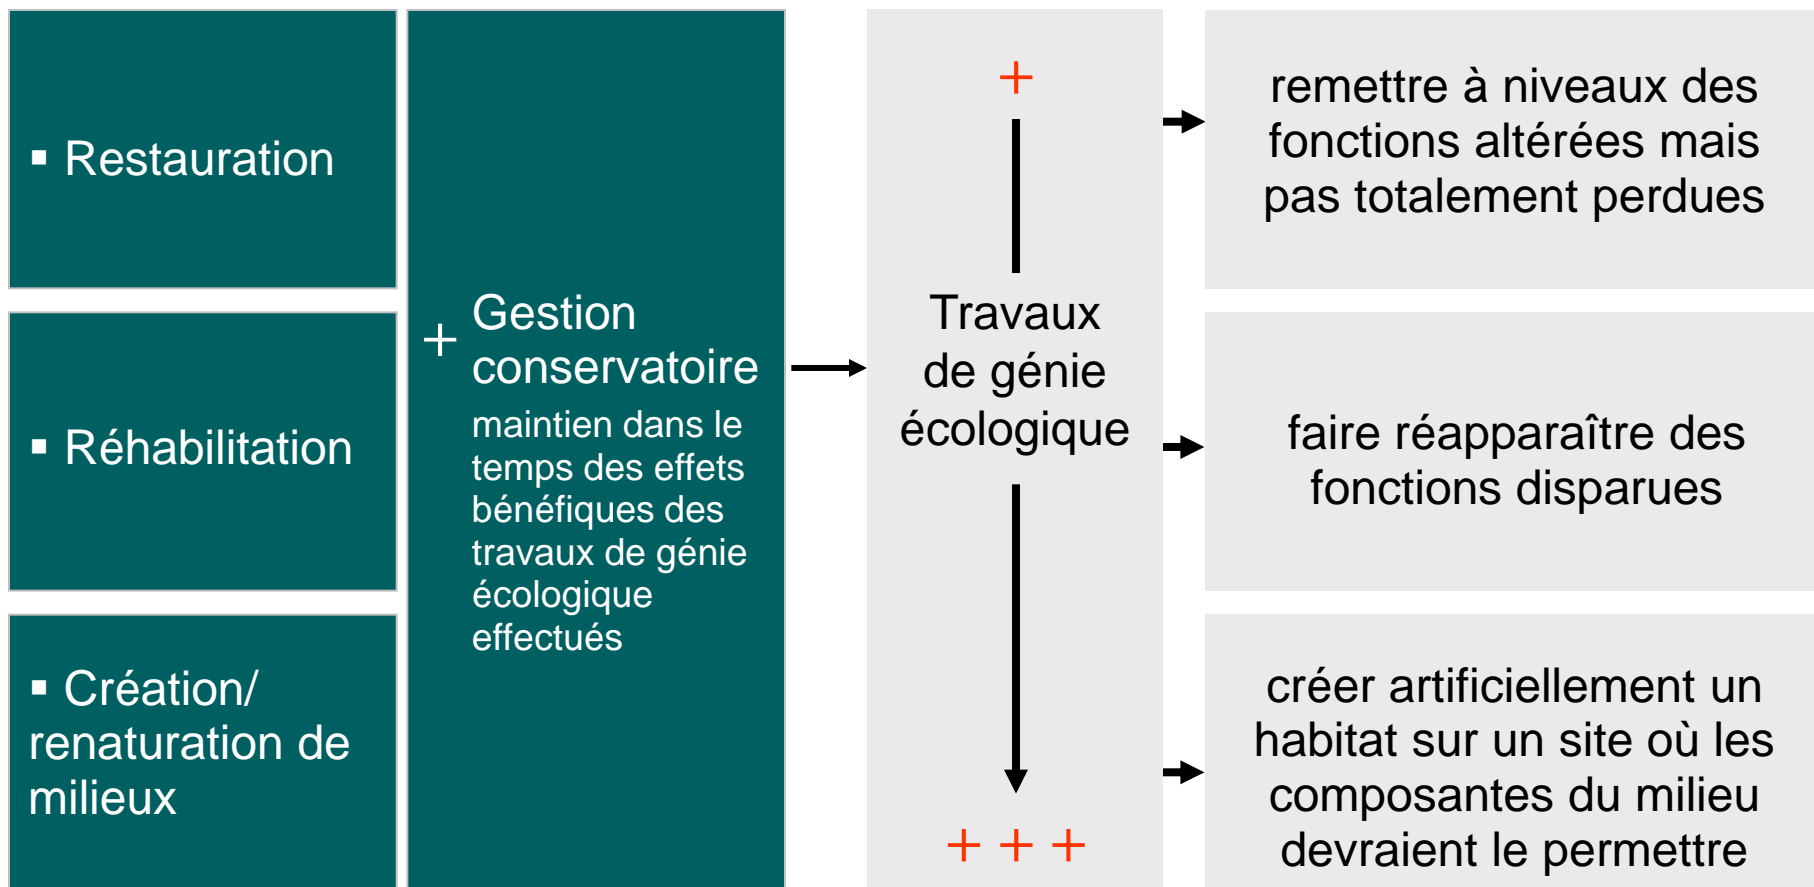 ▪ Restauration
▪ Réhabilitation
▪ Création/
renaturation de
milieux
+ Gestion
conservatoire
maintien dans le
temps des effets
bénéfiques des
travaux de génie
écologique
effectués
+
Travaux
de génie
écologique
+ + +
remettre à niveaux des
fonctions altérées mais
pas totalement perdues
faire réapparaître des
fonctions disparues
créer artificiellement un
habitat sur un site où les
composantes du milieu
devraient le permettre